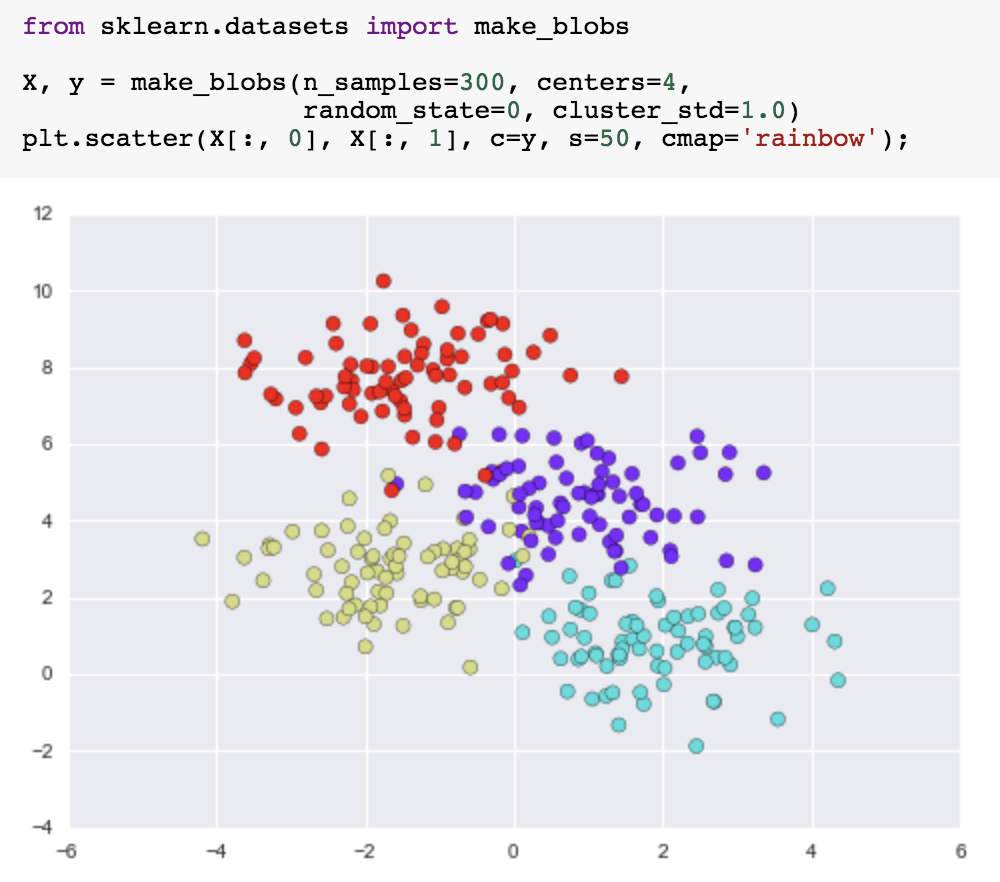 from sklearn.datasets import make_blobs
X, y = make_blobs(n_samples=300, centers=4,
random_state=0, cluster_std=1.0)
plt.scatter(X[:, 0], X[:, 1], c=y, s=50, cmap='rainbow');
12
10
8
6
4
2
0
−2
−4
−6 −4 −2 0 2 4 6